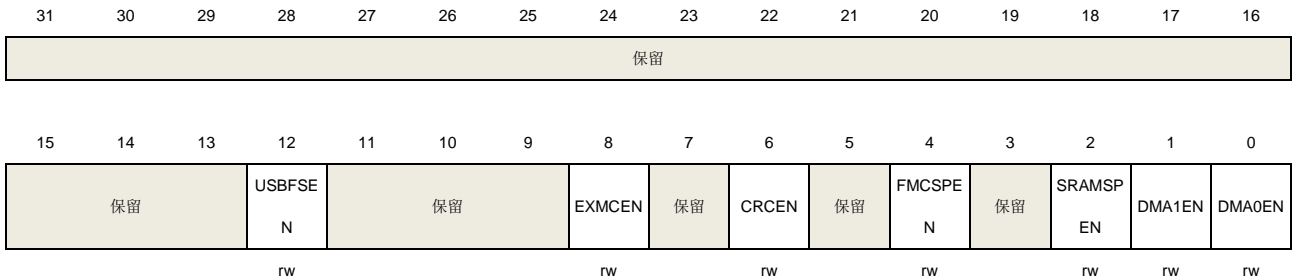 31 30 29 28 27 26 25 24 23 22 21 20 19 18 17 16
保留
15 14 13 12 11 10 9 8 7 6 5 4 3 2 1 0
保留 USBFSE 保留 EXMCEN 保留 CRCEN 保留 FMCSPE 保留 SRAMSP DMA1EN DMA0EN
N N EN
rw rw rw rw rw rw rw